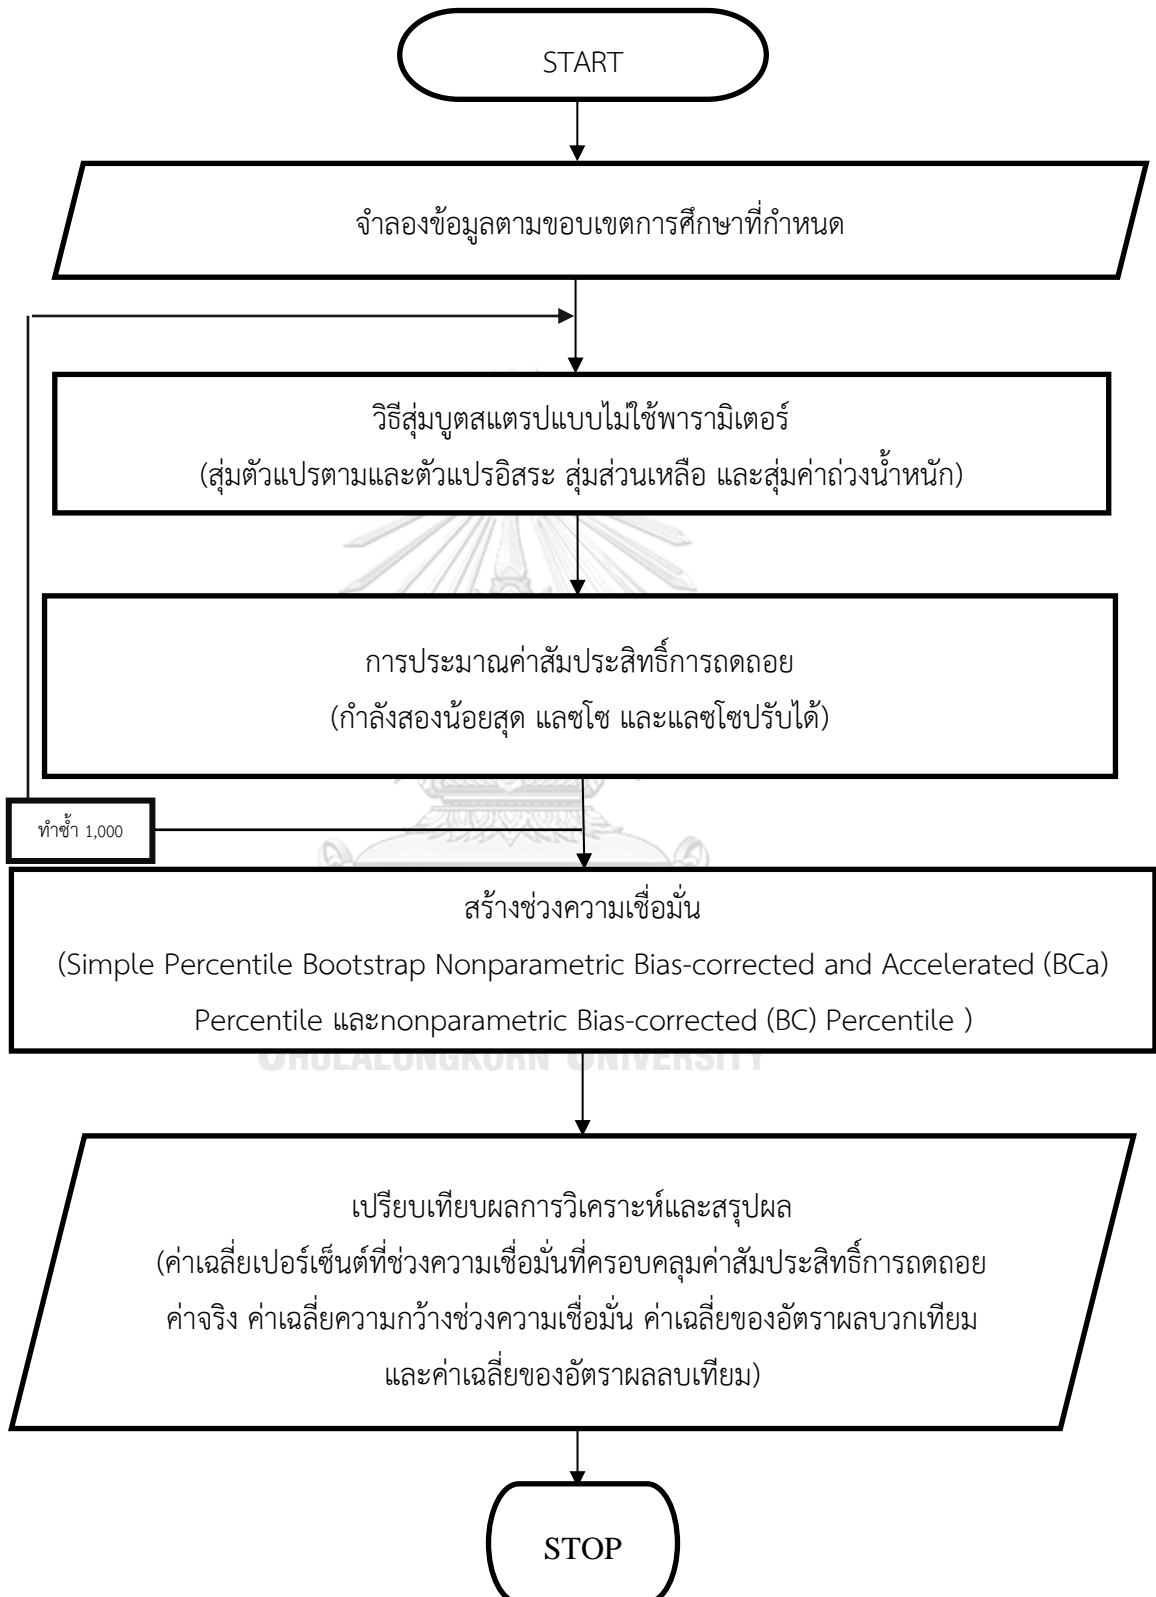 START
จำลองข้อมูลตามขอบเขตการศึกษาที่กำหนด
วิธีสุ่มบูตสแตรปแบบไม่ใช้พารามิเตอร์
(สุ่มตัวแปรตามและตัวแปรอิสระ สุ่มส่วนเหลือ และสุ่มค่าถ่วงน้ำหนัก)
การประมาณค่าสัมประสิทธิ์การถดถอย
(กำลังสองน้อยสุด แลซโซ และแลซโซปรับได้)
ทำซ้ำ 1,000
สร้างช่วงความเชื่อมั่น
(Simple Percentile Bootstrap Nonparametric Bias-corrected and Accelerated (BCa)
Percentile และnonparametric Bias-corrected (BC) Percentile )
CHULALONGKORN UNIVERSITY
เปรียบเทียบผลการวิเคราะห์และสรุปผล
(ค่าเฉลี่ยเปอร์เซ็นต์ที่ช่วงความเชื่อมั่นที่ครอบคลุมค่าสัมประสิทธิ์การถดถอย
ค่าจริง ค่าเฉลี่ยความกว้างช่วงความเชื่อมั่น ค่าเฉลี่ยของอัตราผลบวกเทียม
และค่าเฉลี่ยของอัตราผลลบเทียม)
STOP